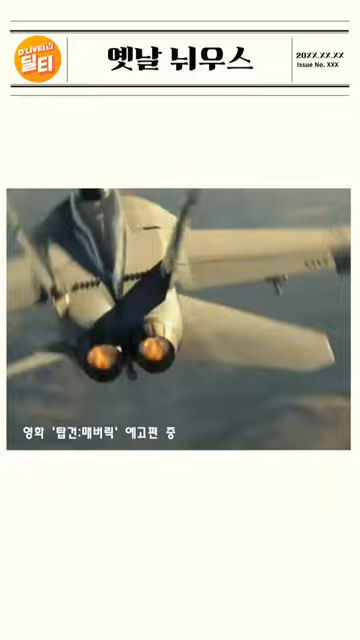 D'LIVE TV
딜티
옛날 뉘우스
20XX.XX.XX
Issue No. XXX
영화 '탑건:매버릭' 예고편 중